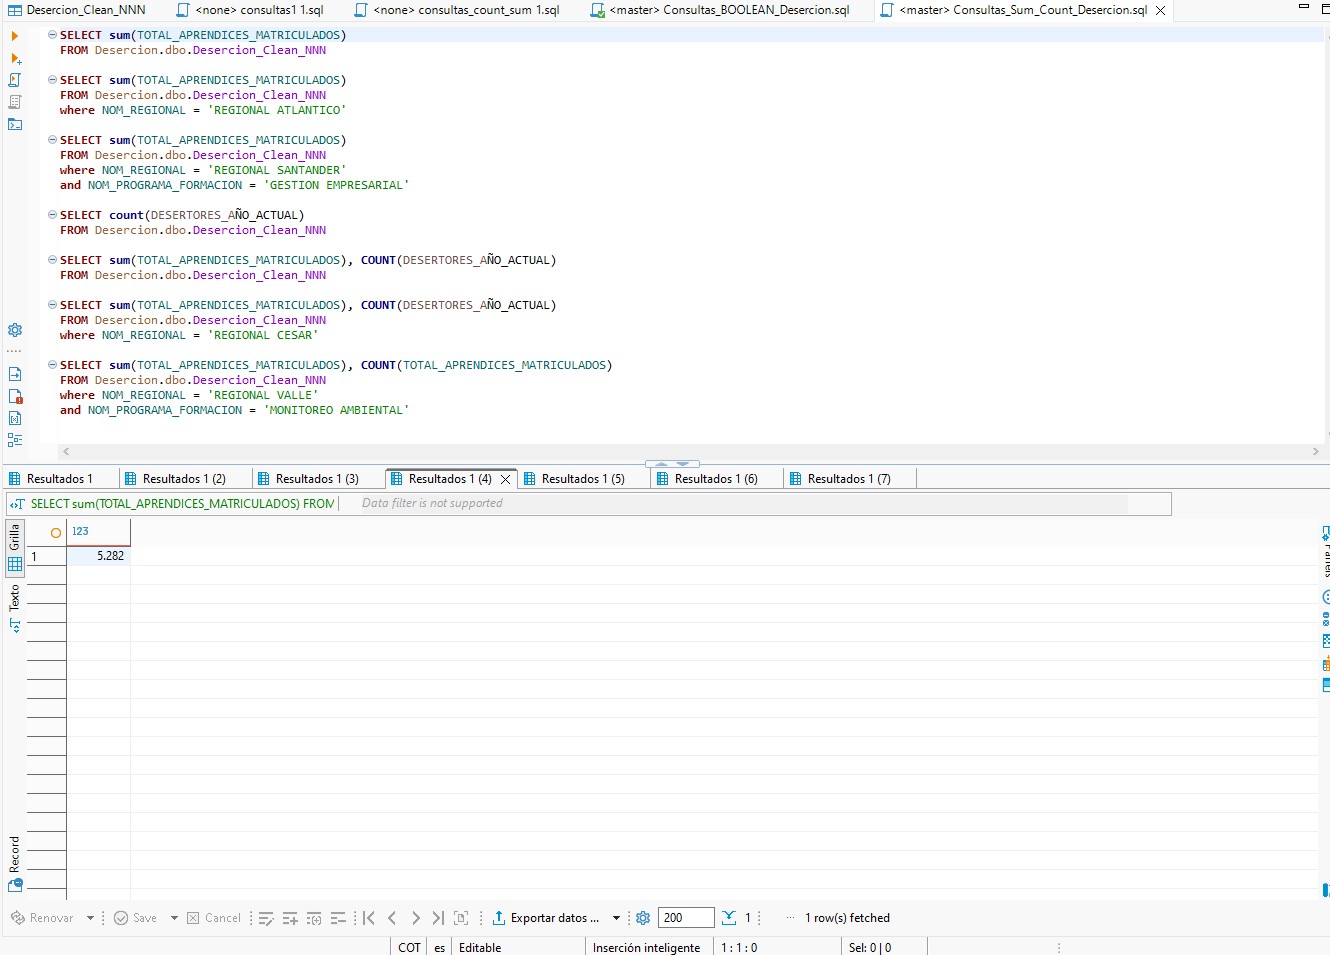 Desercion_Clean_NNN
<none> consultas1 1.sql
<none> consultas_count_sum 1.sql
<master> Consultas_BOOLEAN_Desercion.sql
<master> Consultas_Sum_Count_Desercion.sql
SELECT sum(TOTAL_APRENDICES_MATRICULADOS)
FROM Desercion.dbo.Desercion_Clean_NNN
SELECT sum(TOTAL_APRENDICES_MATRICULADOS)
FROM Desercion.dbo.Desercion_Clean_NNN
where NOM_REGIONAL = 'REGIONAL ATLANTICO'
SELECT sum(TOTAL_APRENDICES_MATRICULADOS)
FROM Desercion.dbo.Desercion_Clean_NNN
where NOM_REGIONAL = 'REGIONAL SANTANDER'
and NOM_PROGRAMA_FORMACION = 'GESTION EMPRESARIAL'
SELECT count(DESERTORES_AÑO_ACTUAL)
FROM Desercion.dbo.Desercion_Clean_NNN
SELECT sum(TOTAL_APRENDICES_MATRICULADOS), COUNT(DESERTORES_AÑO_ACTUAL)
FROM Desercion.dbo.Desercion_Clean_NNN
SELECT sum(TOTAL_APRENDICES_MATRICULADOS), COUNT(DESERTORES_AÑO_ACTUAL)
FROM Desercion.dbo.Desercion_Clean_NNN
where NOM_REGIONAL = 'REGIONAL CESAR'
SELECT sum(TOTAL_APRENDICES_MATRICULADOS), COUNT(TOTAL_APRENDICES_MATRICULADOS)
FROM Desercion.dbo.Desercion_Clean_NNN
where NOM_REGIONAL = 'REGIONAL VALLE'
and NOM_PROGRAMA_FORMACION = 'MONITOREO AMBIENTAL'
Resultados 1
Resultados 1 (2)
Resultados 1 (3)
Resultados 1 (4)
Resultados 1 (5)
Resultados 1 (6)
Resultados 1 (7)
SELECT sum(TOTAL_APRENDICES_MATRICULADOS) FROM
Data filter is not supported
Grilla
Texto
Record
123
1 5.282
Renovar
Save
Cancel
Exportar datos ...
200
1
··· 1 row(s) fetched
COT
es
Editable
Inserción inteligente
1 : 1 : 0
Sel: 0 | 0